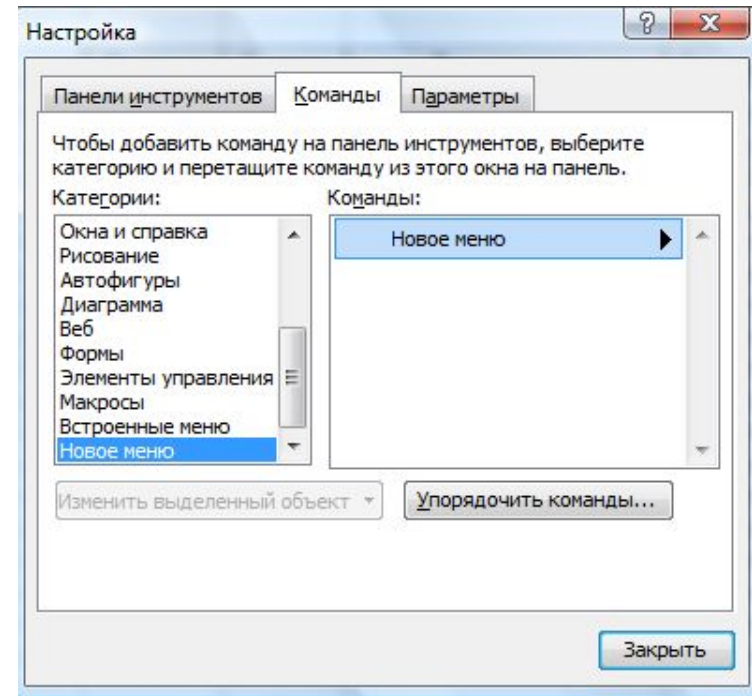 Настройка
Панели инструментов
Команды
Параметры
Чтобы добавить команду на панель инструментов, выберите
категорию и перетащите команду из этого окна на панель.
Категории:
Команды:
Окна и справка
Рисование
Автофигуры
Диаграмма
Веб
Формы
Элементы управления
Макросы
Встроенные меню
Новое меню
Новое меню
Изменить выделенный объект
Упорядочить команды...
Закрыть